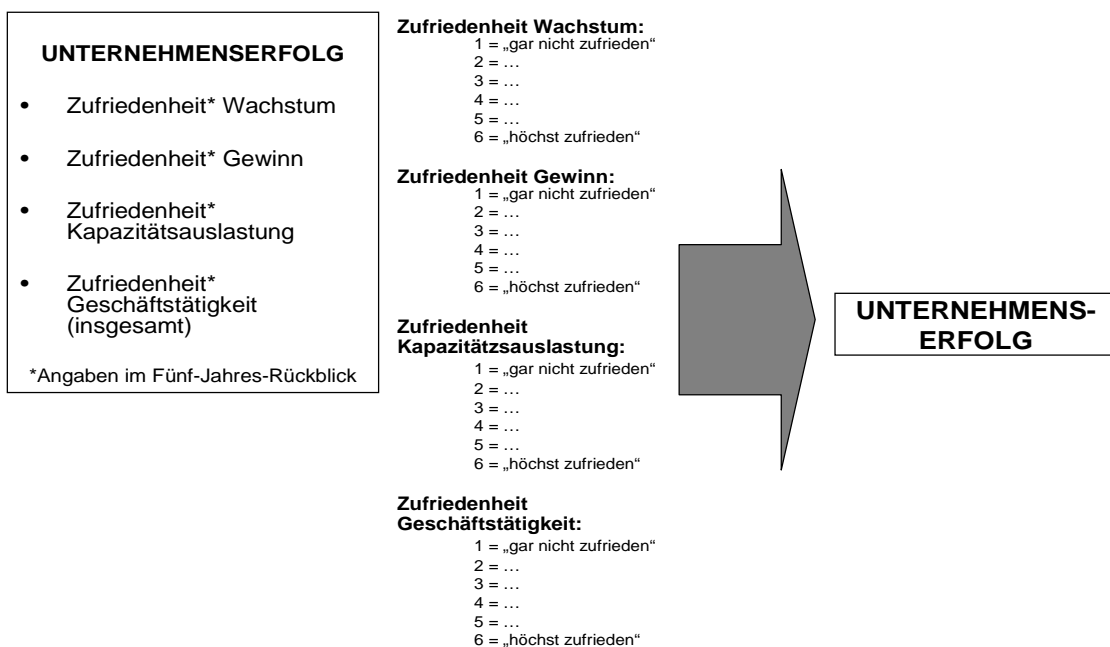 UNTERNEHMENSERFOLG
• Zufriedenheit* Wachstum
• Zufriedenheit* Gewinn
• Zufriedenheit*
Kapazitätsauslastung
• Zufriedenheit*
Geschäftstätigkeit
(insgesamt)
*Angaben im Fünf-Jahres-Rückblick
Zufriedenheit Wachstum:
1 = „gar nicht zufrieden“
2 = …
3 = …
4 = …
5 = …
6 = „höchst zufrieden“
Zufriedenheit Gewinn:
1 = „gar nicht zufrieden“
2 = …
3 = …
4 = …
5 = …
6 = „höchst zufrieden“
Zufriedenheit
Kapazitätzsauslastung:
1 = „gar nicht zufrieden“
2 = …
3 = …
4 = …
5 = …
6 = „höchst zufrieden“
Zufriedenheit
Geschäftstätigkeit:
1 = „gar nicht zufrieden“
2 = …
3 = …
4 = …
5 = …
6 = „höchst zufrieden“
UNTERNEHMENS-
ERFOLG